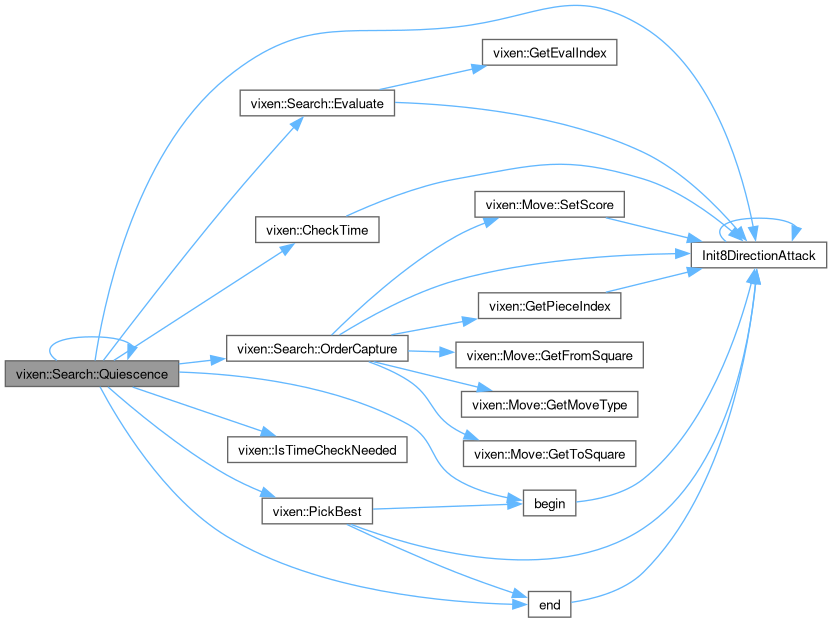 vixen::GetEvalIndex
vixen::Search::Evaluate
vixen::Move::SetScore
vixen::CheckTime
Init8DirectionAttack
vixen::GetPieceIndex
vixen::Search::OrderCapture
vixen::Move::GetFromSquare
vixen::Search::Quiescence
vixen::Move::GetMoveType
vixen::IsTimeCheckNeeded
vixen::Move::GetToSquare
begin
vixen::PickBest
end